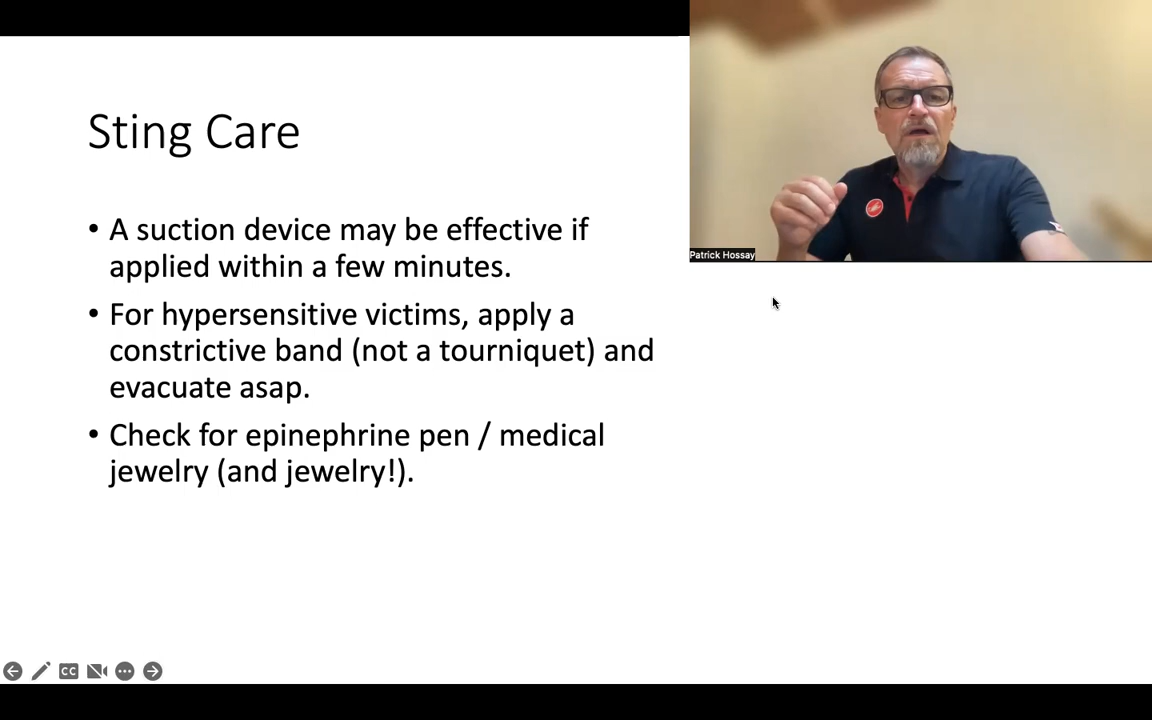 Sting Care
• A suction device may be effective if
applied within a few minutes.
• For hypersensitive victims, apply a
constrictive band (not a tourniquet) and
evacuate asap.
• Check for epinephrine pen / medical
jewelry (and jewelry!).
Patrick Hossay
CC